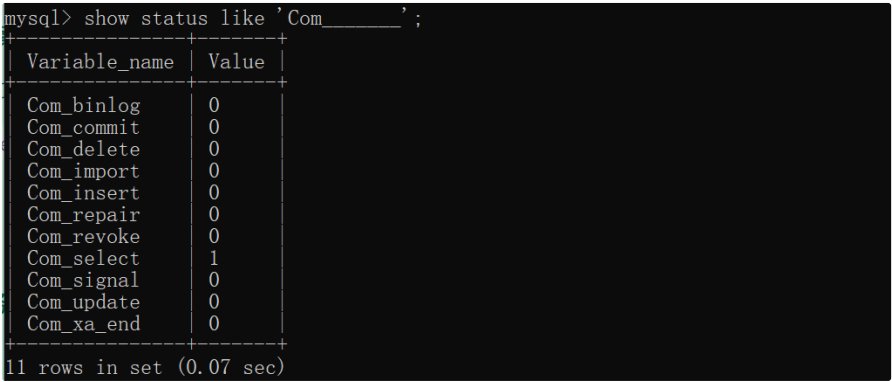 mysql> show status like 'Com_______';
+---------------+-------+
| Variable_name | Value |
+---------------+-------+
| Com_binlog    | 0     |
| Com_commit    | 0     |
| Com_delete    | 0     |
| Com_import    | 0     |
| Com_insert    | 0     |
| Com_repair    | 0     |
| Com_revoke    | 0     |
| Com_select    | 1     |
| Com_signal    | 0     |
| Com_update    | 0     |
| Com_xa_end    | 0     |
+---------------+-------+
11 rows in set (0.07 sec)